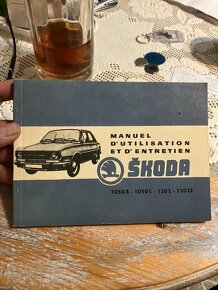 MANUEL
D'UTILISATION
ET D'ENTRETIEN
ŠKODA
105 S - 105 L - 120 L - 120 LS